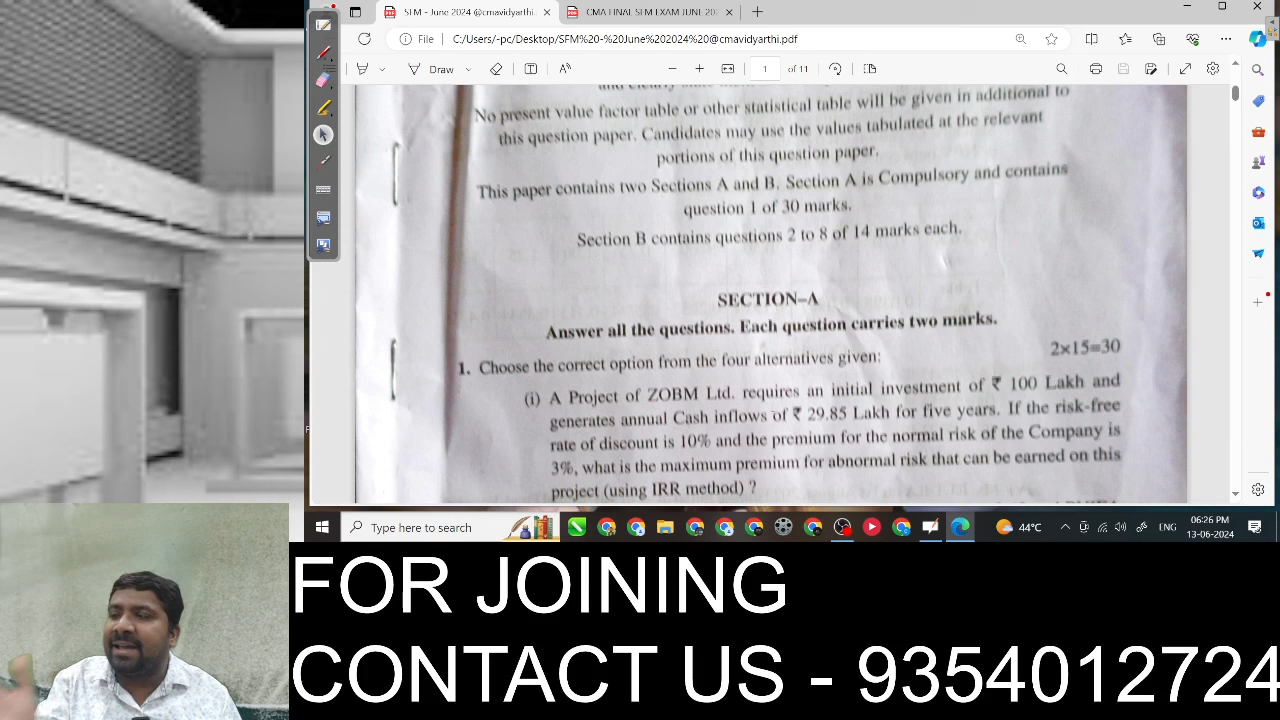 SFM - June 2024 @cmavidyarthi.
CMA FINAL SFM EXAM JUNE 202
File
C:/Users/-pc/Desktop/SFM%20-%20June%202024%20@cmavidyarthi.pdf
Draw
1 of 11
No present value factor table or other statistical table will be given in additional to
this question paper. Candidates may use the values tabulated at the relevant
portions of this question paper.
This paper contains two Sections A and B. Section A is Compulsory and contains
question 1 of 30 marks.
Section B contains questions 2 to 8 of 14 marks each.
SECTION–A
Answer all the questions. Each question carries two marks.
2×15=30
1. Choose the correct option from the four alternatives given:
(i) A Project of ZOBM Ltd. requires an initial investment of ₹ 100 Lakh and
generates annual Cash inflows of ₹ 29.85 Lakh for five years. If the risk-free
rate of discount is 10% and the premium for the normal risk of the Company is
3%, what is the maximum premium for abnormal risk that can be earned on this
project (using IRR method) ?
Type here to search
44°C
ENG
06:26 PM
13-06-2024
FOR JOINING
CONTACT US - 9354012724